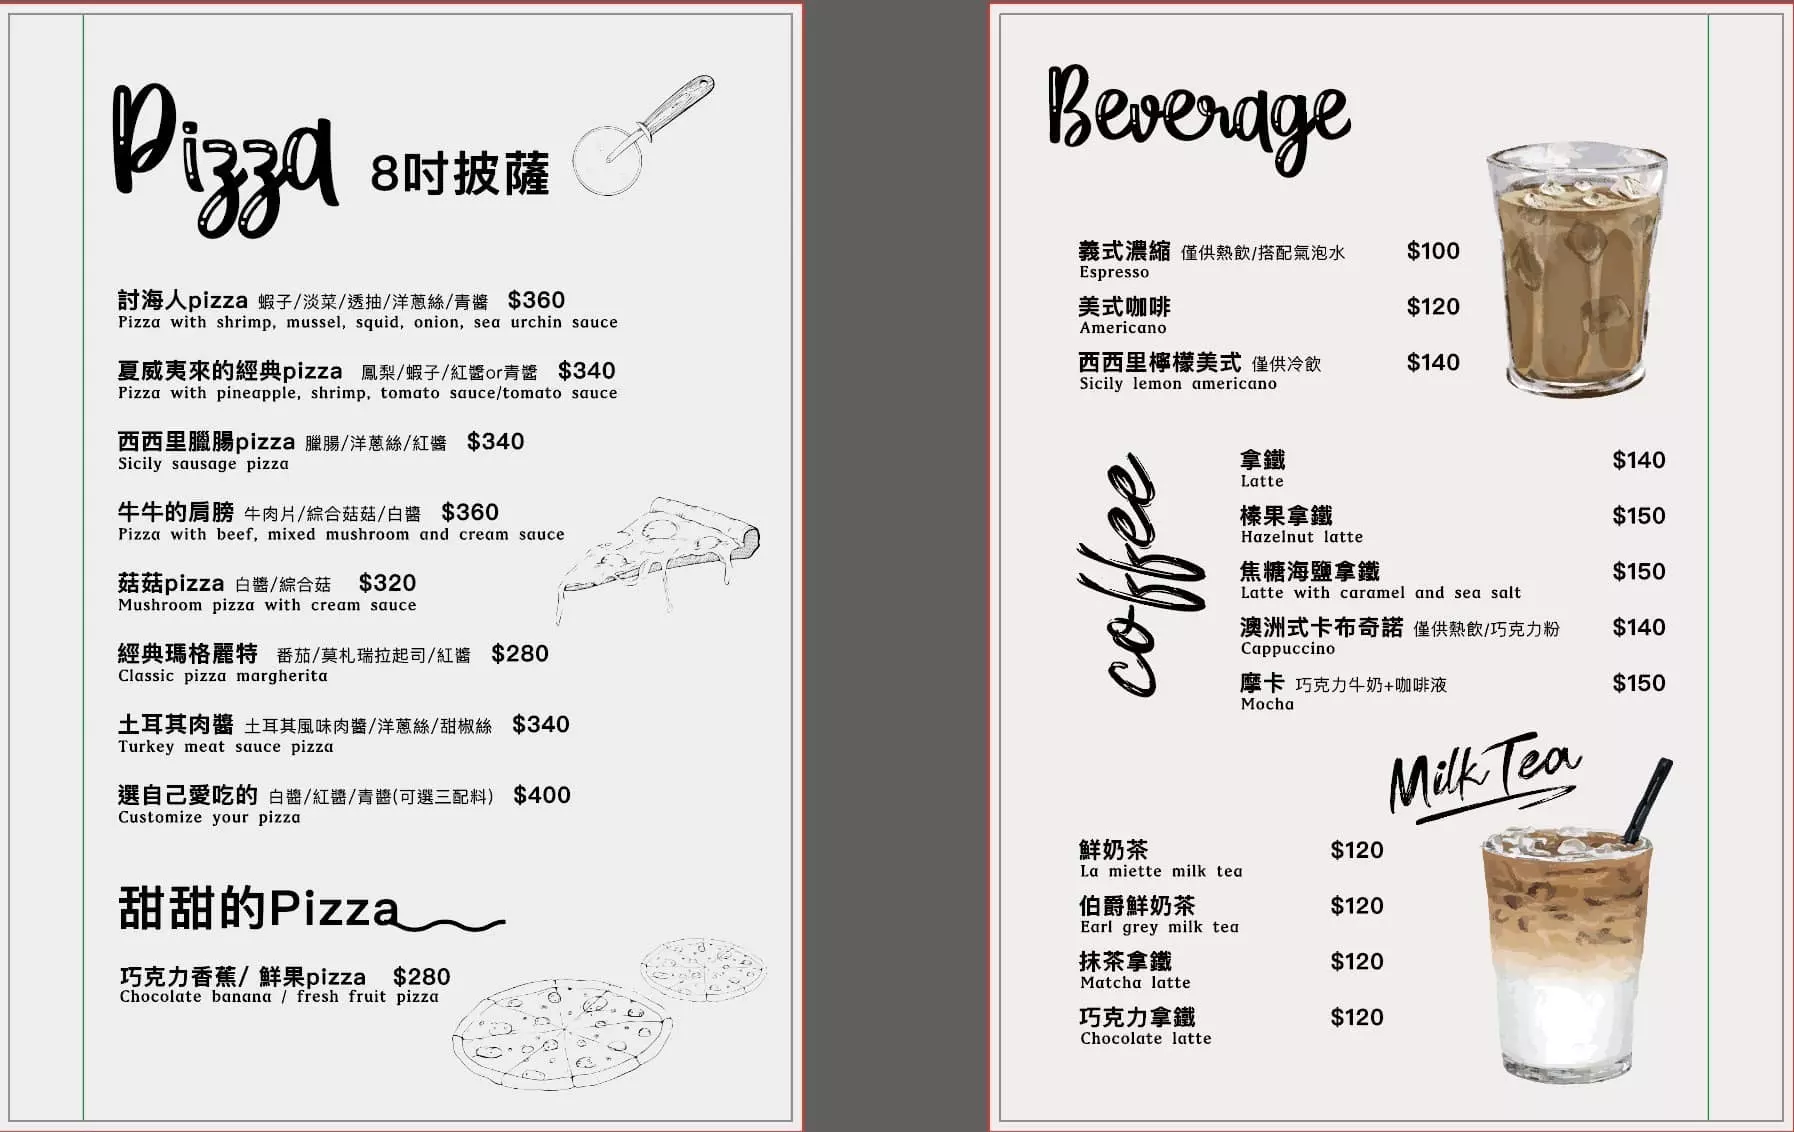 Pizza 8吋披薩
討海人pizza 蝦子/淡菜/透抽/洋蔥絲/青醬 $360
Pizza with shrimp, mussel, squid, onion, sea urchin sauce
夏威夷來的經典pizza 鳳梨/蝦子/紅醬or青醬 $340
Pizza with pineapple, shrimp, tomato sauce/tomato sauce
西西里臘腸pizza 臘腸/洋蔥絲/紅醬 $340
Sicily sausage pizza
牛牛的肩膀 牛肉片/綜合菇菇/白醬 $360
Pizza with beef, mixed mushroom and cream sauce
菇菇pizza 白醬/綜合菇 $320
Mushroom pizza with cream sauce
經典瑪格麗特 番茄/莫札瑞拉起司/紅醬 $280
Classic pizza margherita
土耳其肉醬 土耳其風味肉醬/洋蔥絲/甜椒絲 $340
Turkey meat sauce pizza
選自己愛吃的 白醬/紅醬/青醬(可選三配料) $400
Customize your pizza
甜甜的Pizza
巧克力香蕉/ 鮮果pizza $280
Chocolate banana / fresh fruit pizza
Beverage
義式濃縮 僅供熱飲/搭配氣泡水 $100
Espresso
美式咖啡 $120
Americano
西西里檸檬美式 僅供冷飲 $140
Sicily lemon americano
coffee
拿鐵 $140
Latte
榛果拿鐵 $150
Hazelnut latte
焦糖海鹽拿鐵 $150
Latte with caramel and sea salt
澳洲式卡布奇諾 僅供熱飲/巧克力粉 $140
Cappuccino
摩卡 巧克力牛奶+咖啡液 $150
Mocha
Milk Tea
鮮奶茶 $120
La miette milk tea
伯爵鮮奶茶 $120
Earl grey milk tea
抹茶拿鐵 $120
Matcha latte
巧克力拿鐵 $120
Chocolate latte